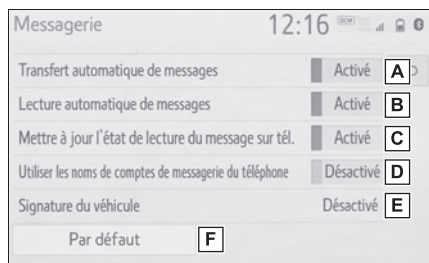 Messagerie 12:16 DCM
Transfert automatique de messages Activé A
Lecture automatique de messages Activé B
Mettre à jour l'état de lecture du message sur tél. Activé C
Utiliser les noms de comptes de messagerie du téléphone Désactivé D
Signature du véhicule Désactivé E
Par défaut F